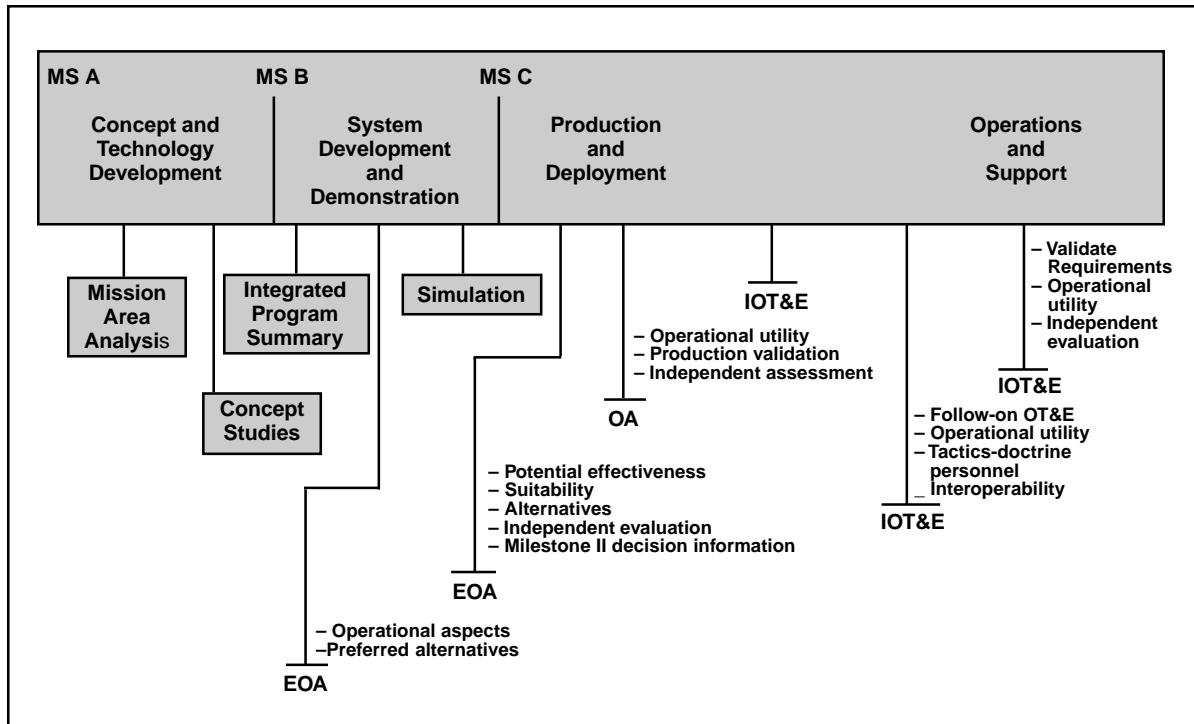 MS A
MS B
MS C
Concept and
Technology
Development
System
Development
and
Demonstration
Production
and
Deployment
Operations
and
Support
Mission
Area
Analysis
Concept
Studies
Integrated
Program
Summary
Simulation
– Operational aspects
–Preferred alternatives
EOA
– Potential effectiveness
– Suitability
– Alternatives
– Independent evaluation
– Milestone II decision information
EOA
– Operational utility
– Production validation
– Independent assessment
OA
IOT&E
– Follow-on OT&E
– Operational utility
– Tactics-doctrine
personnel
_ Interoperability
IOT&E
– Validate
Requirements
– Operational
utility
– Independent
evaluation
IOT&E